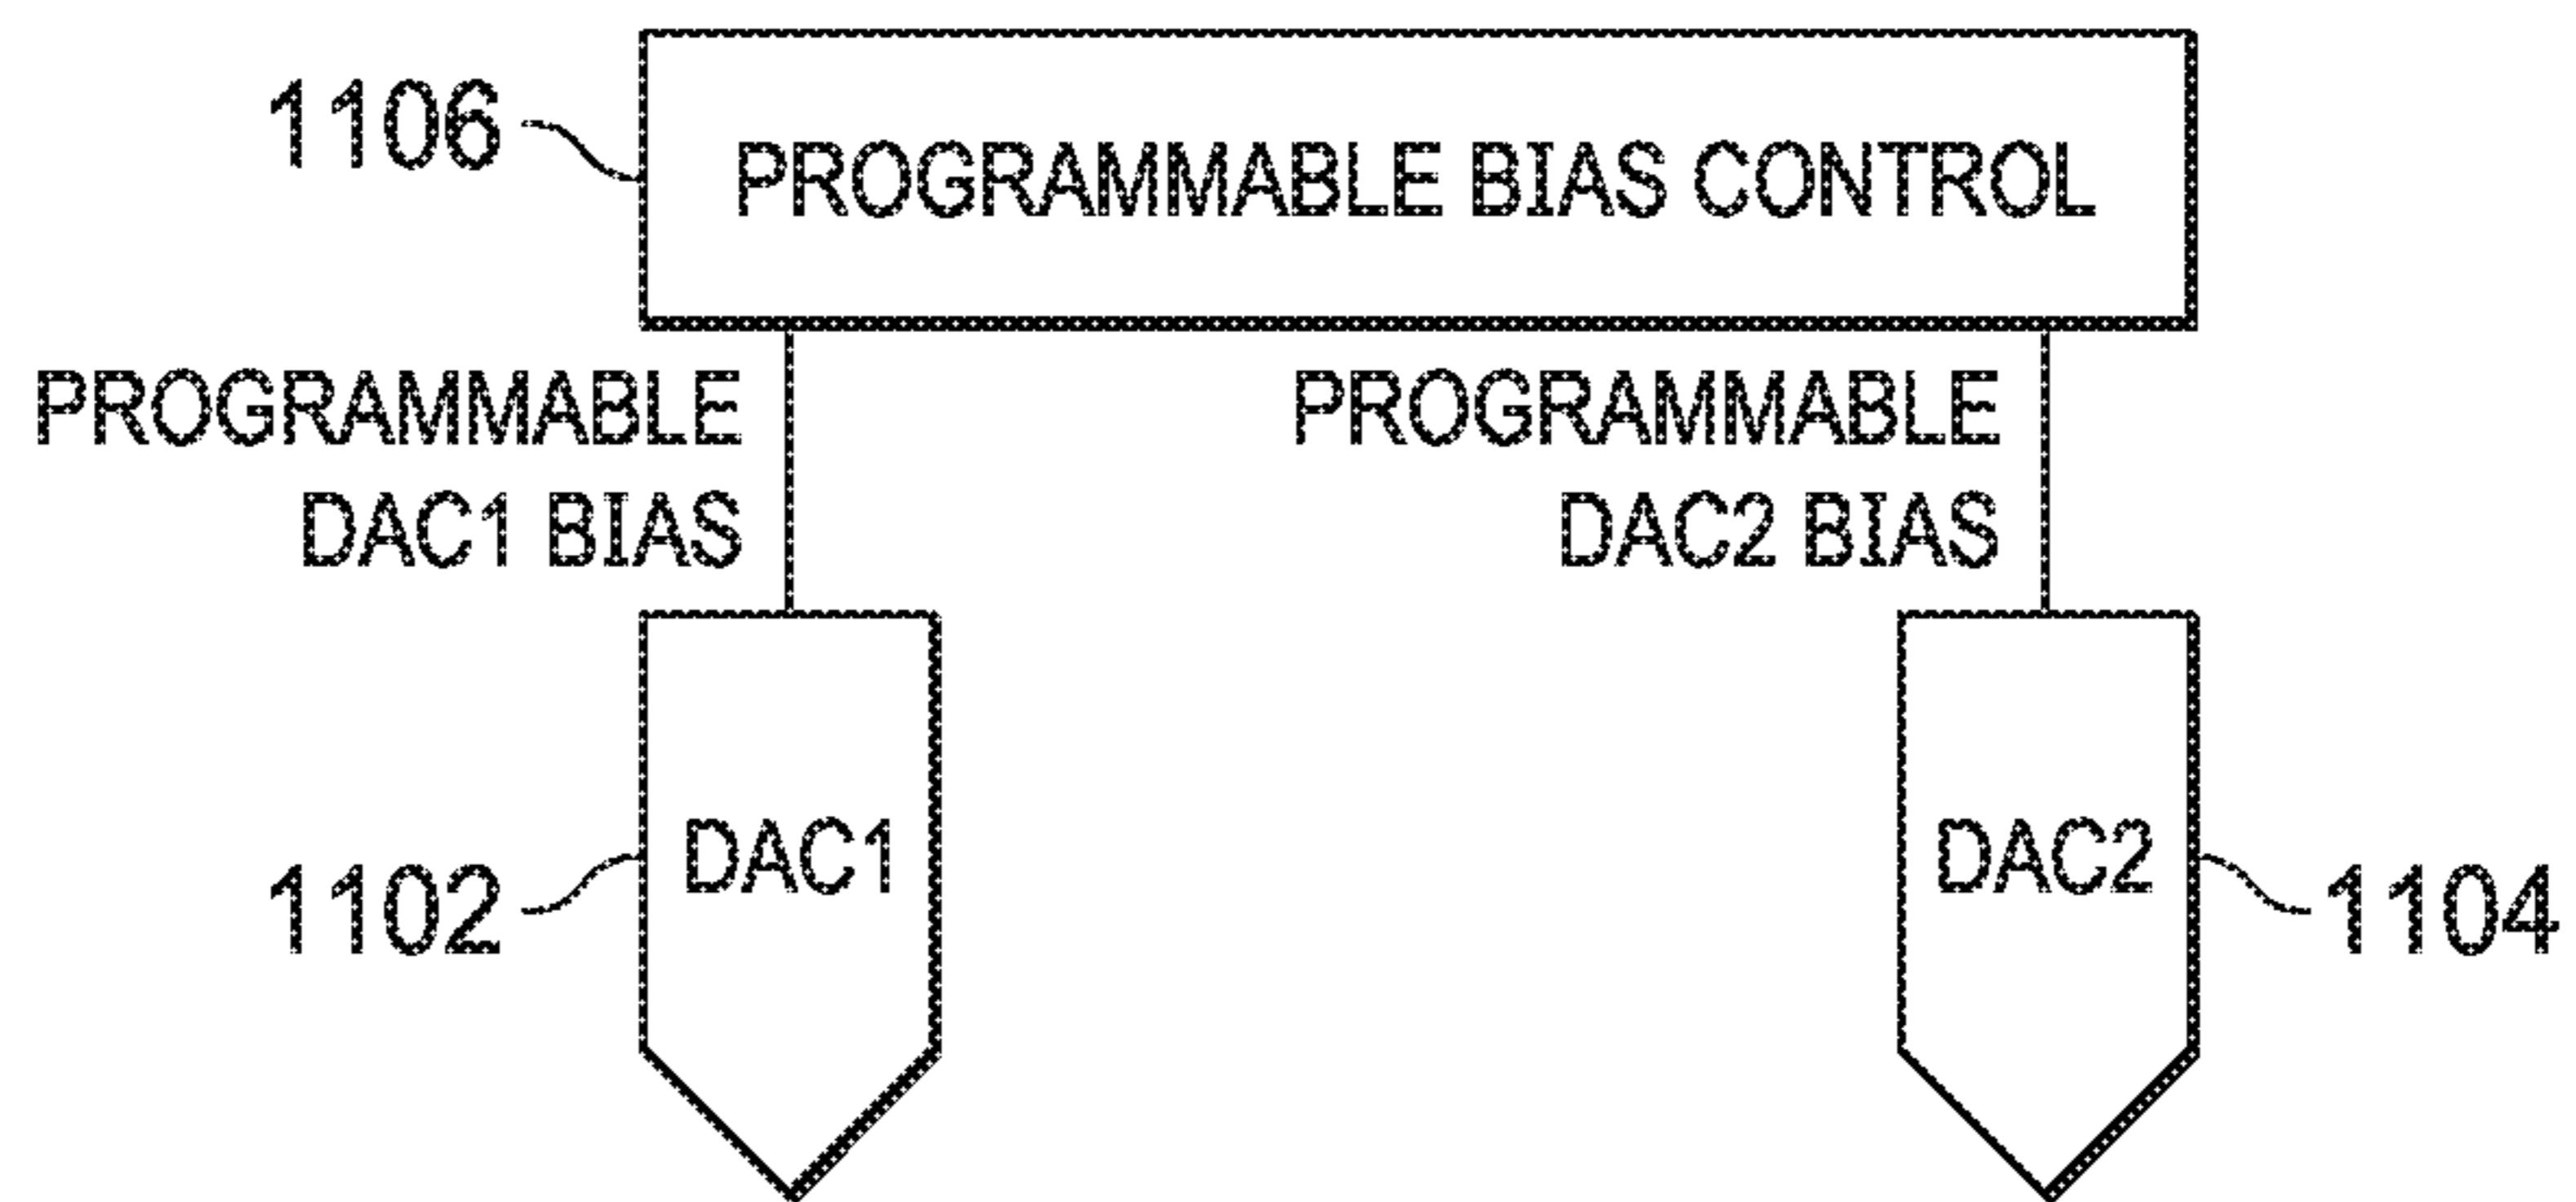 1106
PROGRAMMABLE BIAS CONTROL
PROGRAMMABLE
DAC1 BIAS
PROGRAMMABLE
DAC2 BIAS
1102
DAC1
DAC2
1104